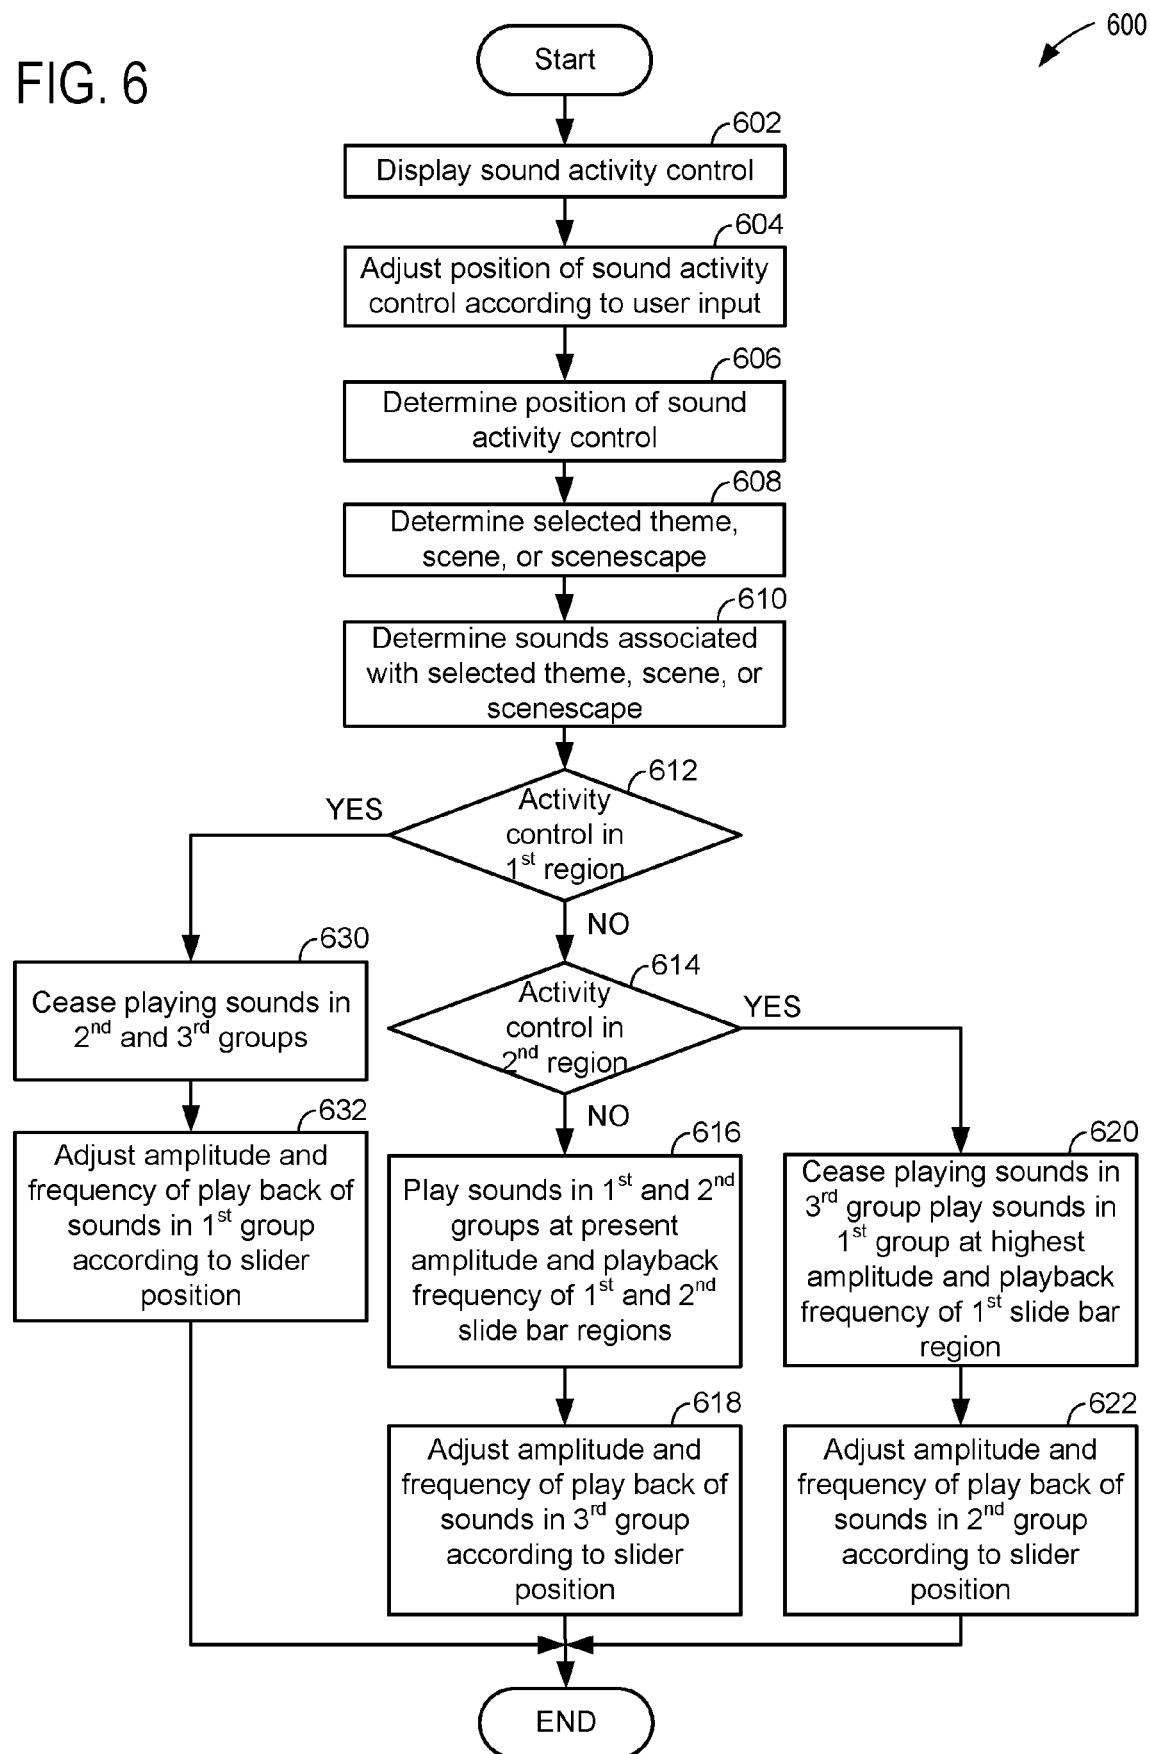 600
FIG. 6
Start
602
Display sound activity control
604
Adjust position of sound activity
control according to user input
606
Determine position of sound
activity control
608
Determine selected theme,
scene, or scenescape
610
Determine sounds associated
with selected theme, scene, or
scenescape
612
Activity
control in
1st region
YES
NO
630
Cease playing sounds in
2nd and 3rd groups
632
Adjust amplitude and
frequency of play back of
sounds in 1st group
according to slider
position
614
Activity
control in
2nd region
YES
NO
616
Play sounds in 1st and 2nd
groups at present
amplitude and playback
frequency of 1st and 2nd
slide bar regions
618
Adjust amplitude and
frequency of play back of
sounds in 3rd group
according to slider
position
620
Cease playing sounds in
3rd group play sounds in
1st group at highest
amplitude and playback
frequency of 1st slide bar
region
622
Adjust amplitude and
frequency of play back of
sounds in 2nd group
according to slider
position
END